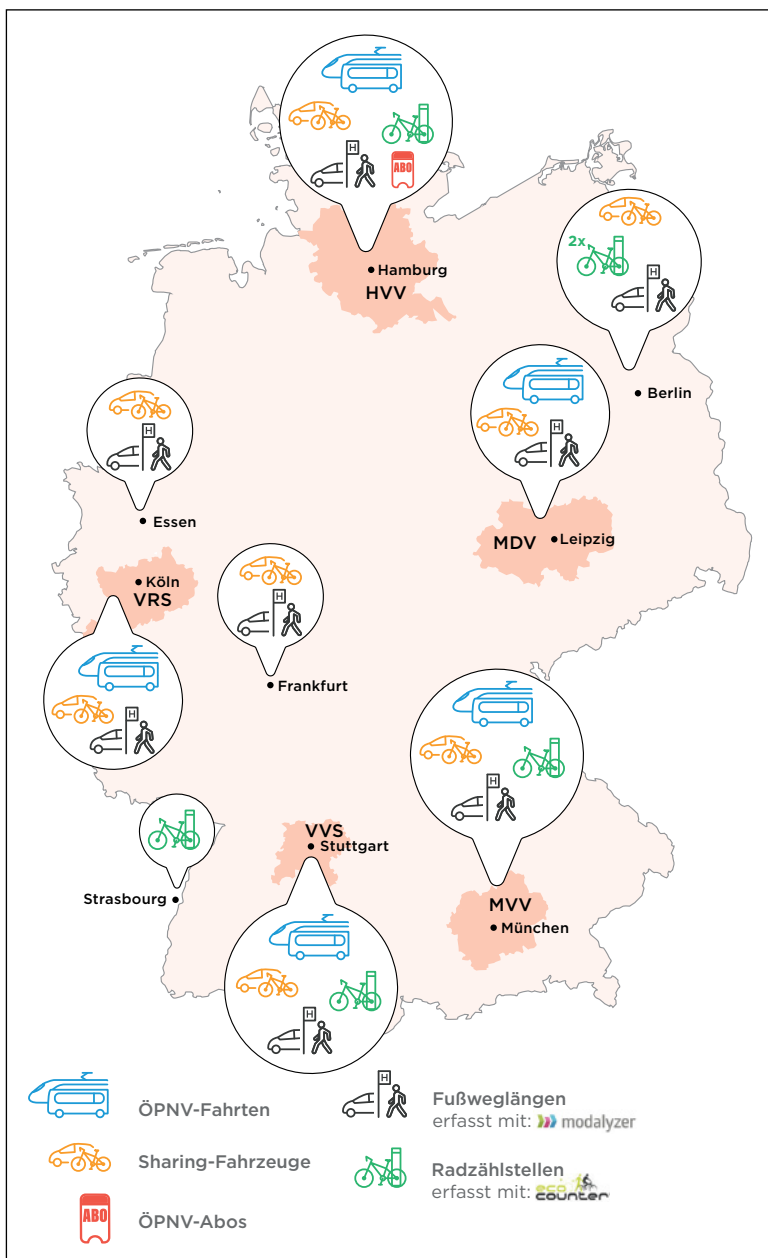 H
ABO
Hamburg
HVV
2x
H
Berlin
H
Essen
H
MDV
Leipzig
Köln
VRS
H
Frankfurt
H
H
Strasbourg
VVS
Stuttgart
MVV
München
H
ÖPNV-Fahrten
Sharing-Fahrzeuge
ABO
ÖPNV-Abos
H
Fußweglängen
erfasst mit: modalyzer
Radzählstellen
erfasst mit: eco counter